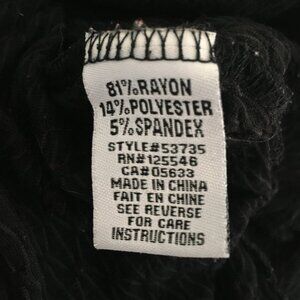 81%RAYON
14%POLYESTER
5%SPANDEX
STYLE#53735
RN#125546
CA#05633
MADE IN CHINA
FAIT EN CHINE
SEE REVERSE
FOR CARE
INSTRUCTIONS